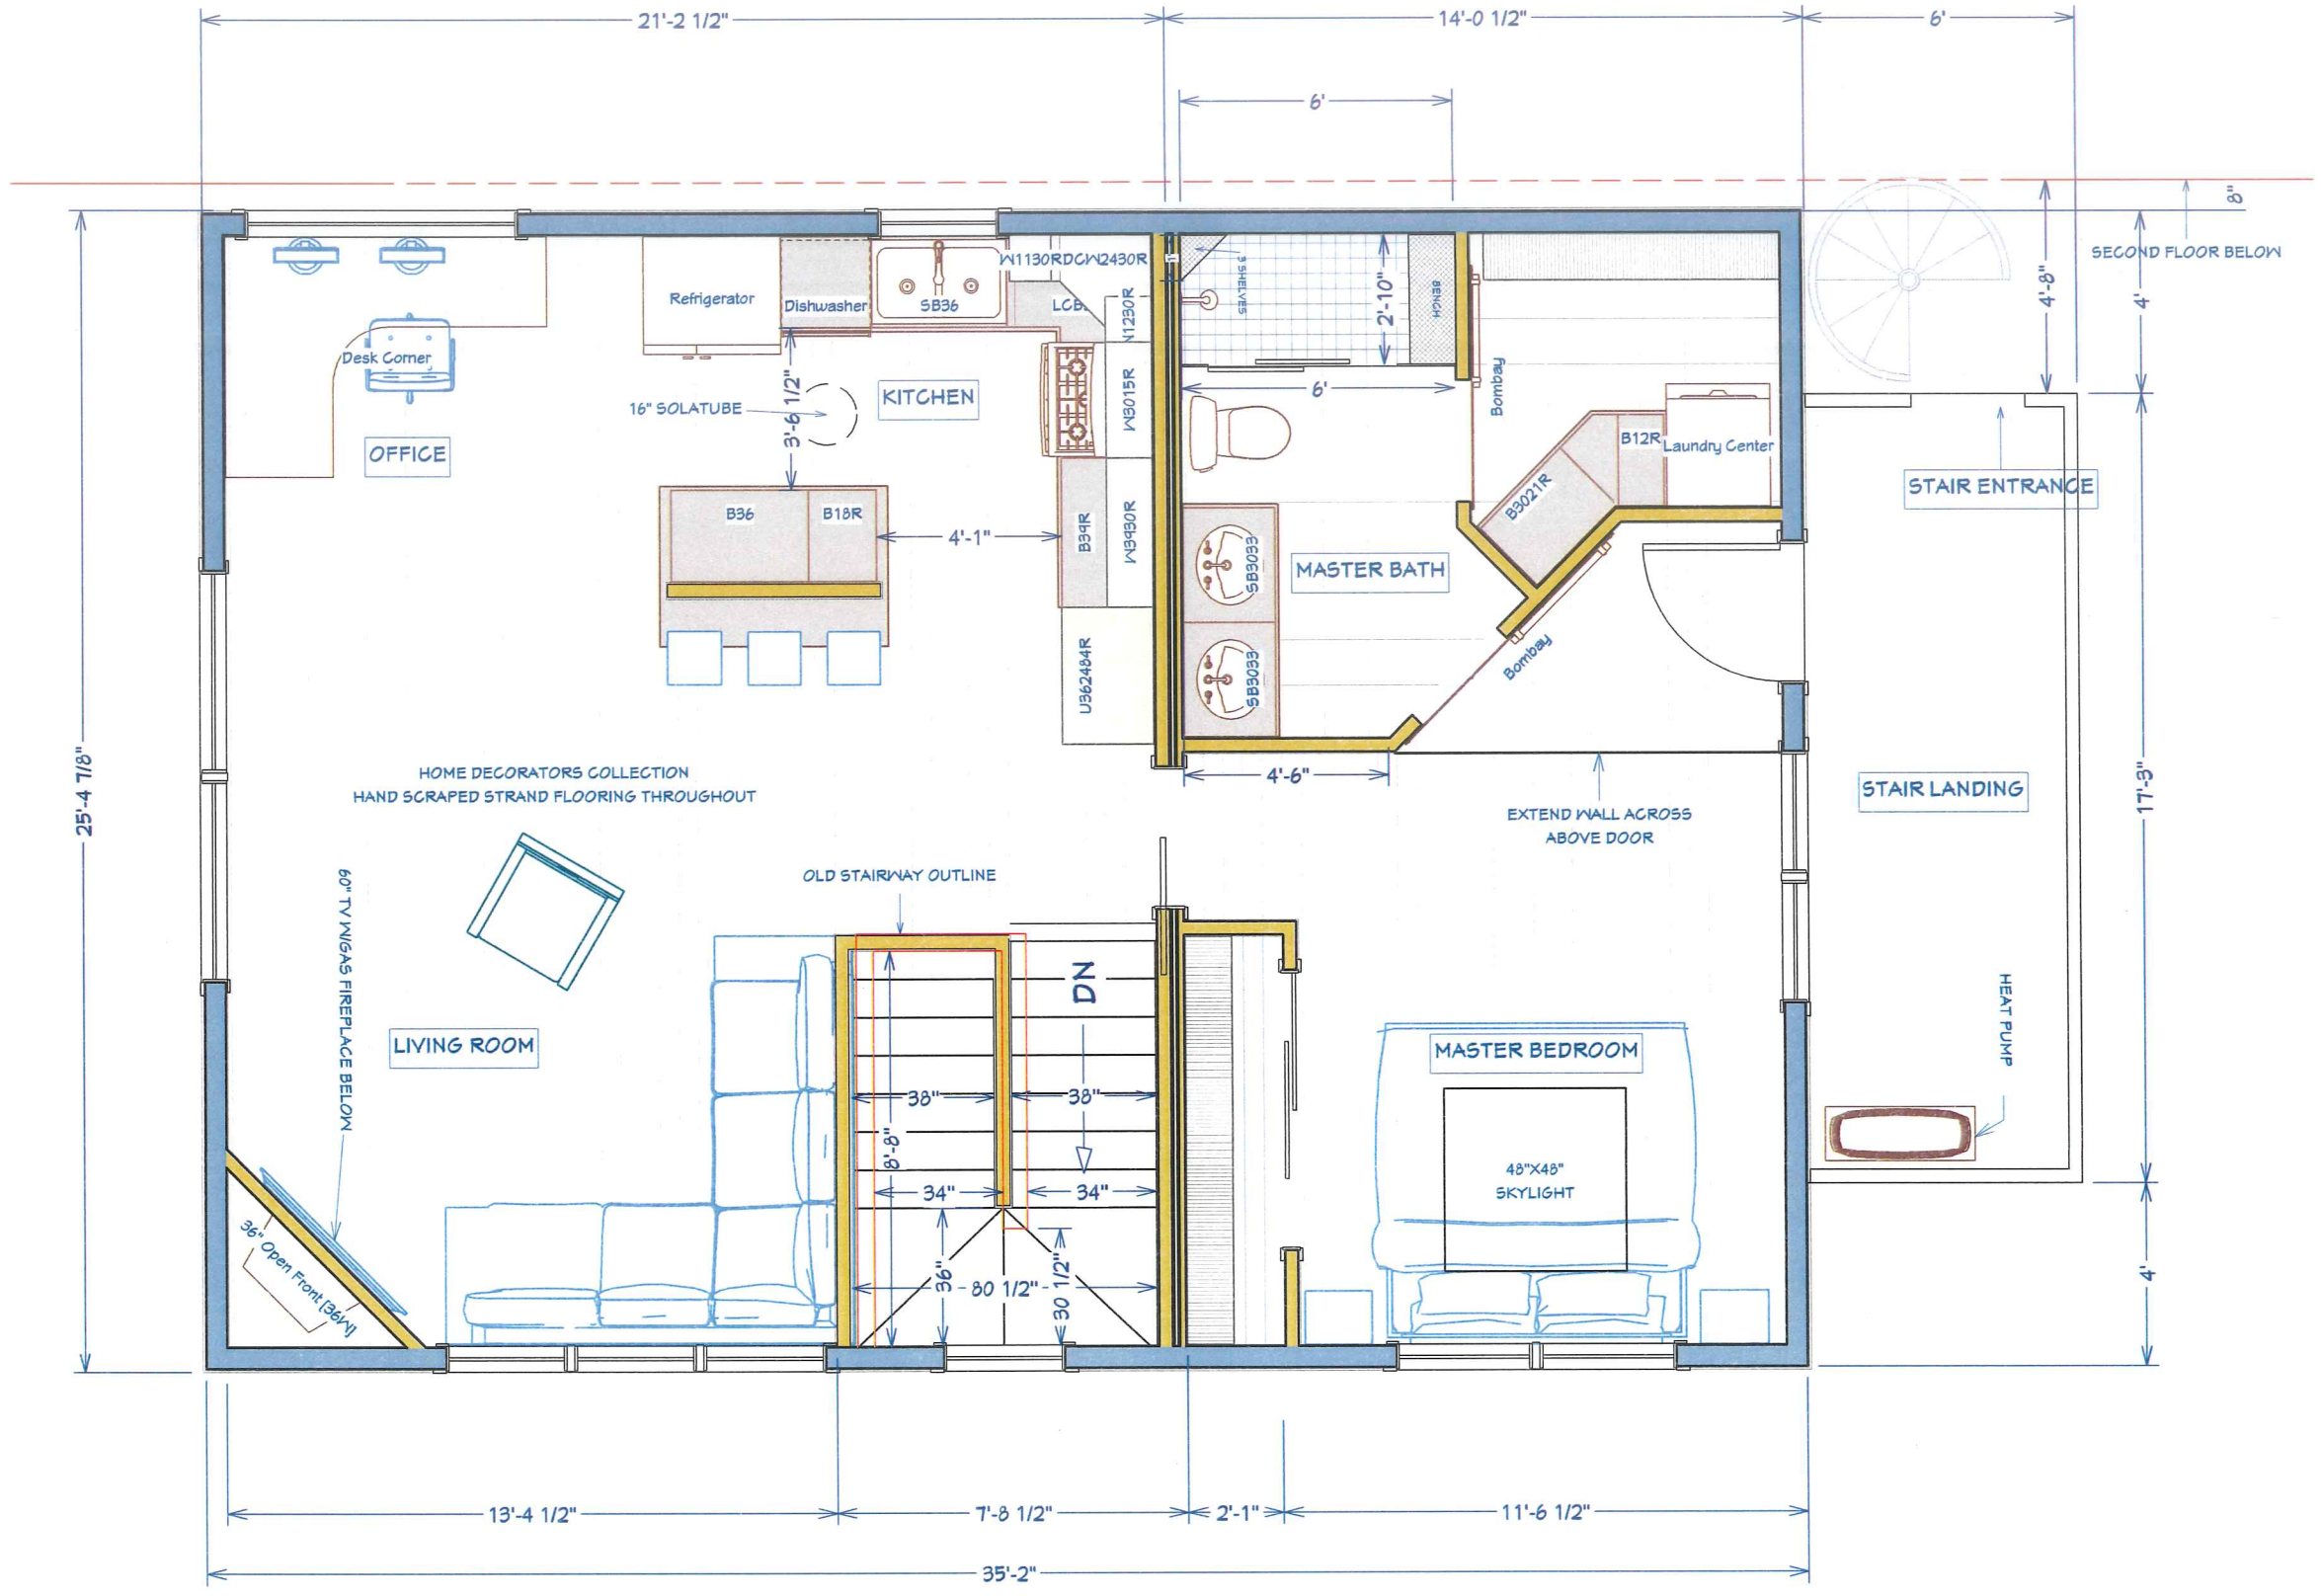 21'-2 1/2"
14'-0 1/2"
6'
6'
8"
SECOND FLOOR BELOW
4'-8"
4'
Refrigerator
Dishwasher
SB36
W1130R
DCW2430R
3 SHELVES
2'-10"
BENCH
Desk Corner
OFFICE
16" SOLATUBE
3'-6 1/2"
KITCHEN
W3015R
6'
Bombay
B12R
Laundry Center
B3021R
STAIR ENTRANCE
B36
B18R
4'-1"
B39R
W3930R
SB3033
MASTER BATH
SB3033
Bombay
U362484R
25'-4 7/8"
HOME DECORATORS COLLECTION
HAND SCRAPED STRAND FLOORING THROUGHOUT
4'-6"
EXTEND WALL ACROSS
ABOVE DOOR
STAIR LANDING
17'-3"
60" TV W/GAS FIREPLACE BELOW
OLD STAIRWAY OUTLINE
DN
HEAT PUMP
LIVING ROOM
MASTER BEDROOM
38"
38"
8'-8"
34"
34"
48"X48"
SKYLIGHT
36" Open Front [36W]
36"
80 1/2"
30 1/2"
4'
13'-4 1/2"
7'-8 1/2"
2'-1"
11'-6 1/2"
35'-2"